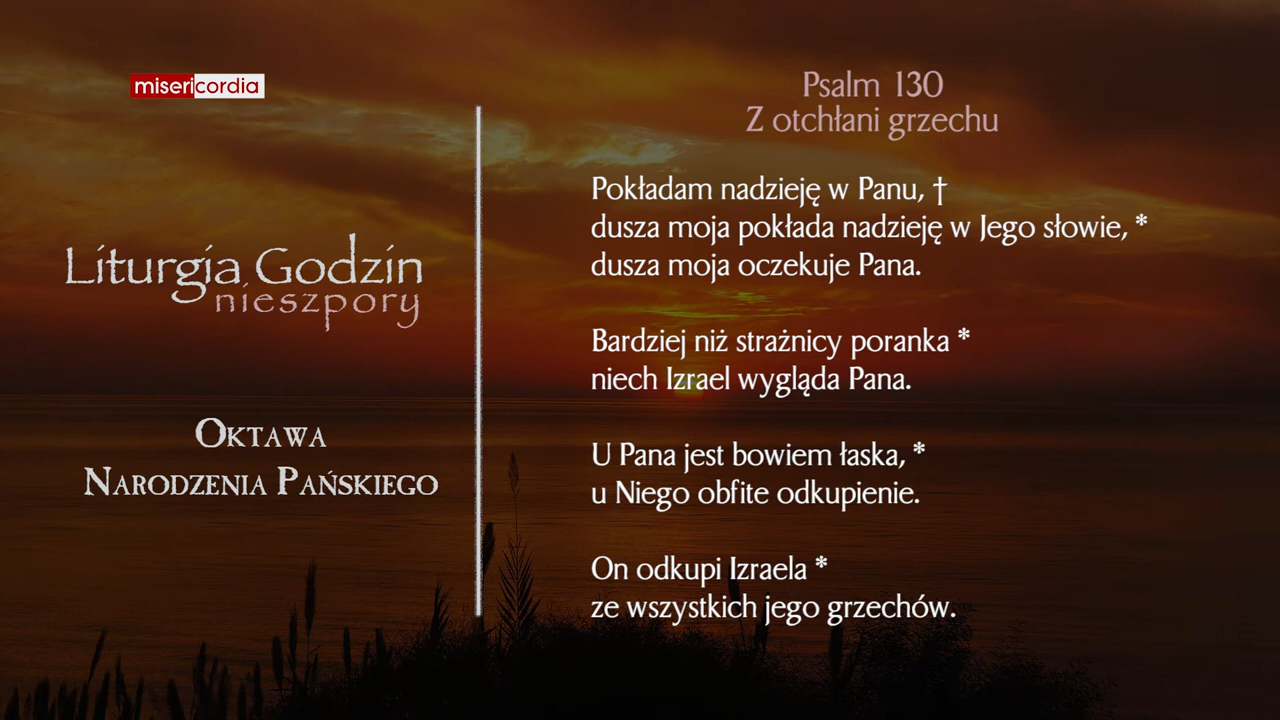 misericordia
Liturgia Godzin
nieszpory
Oktawa
Narodzenia Pańskiego
Psalm 130
Z otchłani grzechu
Pokładam nadzieję w Panu, †
dusza moja pokłada nadzieję w Jego słowie, *
dusza moja oczekuje Pana.
Bardziej niż strażnicy poranka *
niech Izrael wygląda Pana.
U Pana jest bowiem łaska, *
u Niego obfite odkupienie.
On odkupi Izraela *
ze wszystkich jego grzechów.